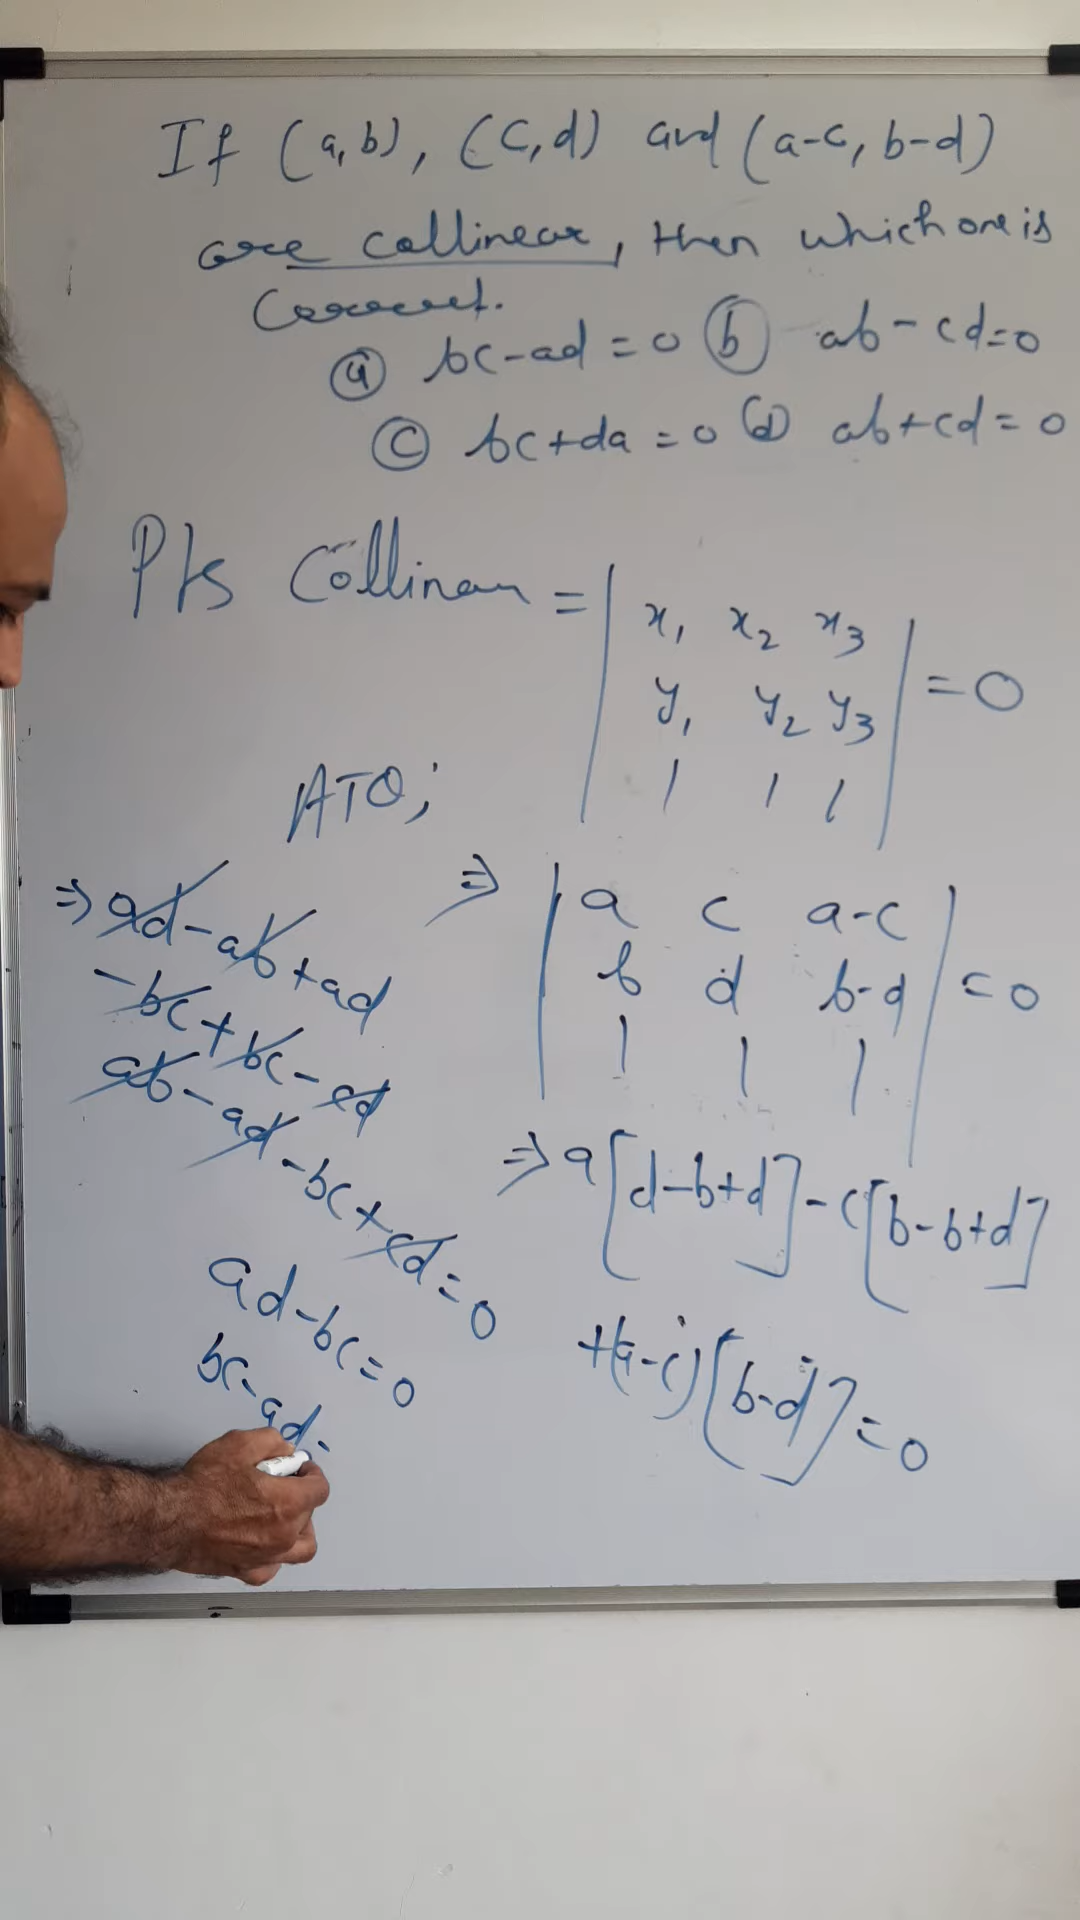 If (a,b), (c,d) and (a-c, b-d)
are collinear, then which one is
Correct.
(a) bc-ad=0 (b) ab-cd=0
(c) bc+da=0 (d) ab+cd=0
Pts Collinear = | x₁ x₂ x₃ |
| y₁ y₂ y₃ | = 0
| 1 1 1 |
ATQ;
⇒ | a c a-c |
| b d b-d | = 0
| 1 1 1 |
⇒ a[d-b+d] - c[b-b+d]
+(a-c)[b-d] = 0
⇒ ad-ab+ad
-bc+bc-cd
ab-ad-bc+cd=0
ad-bc=0
bc-ad=